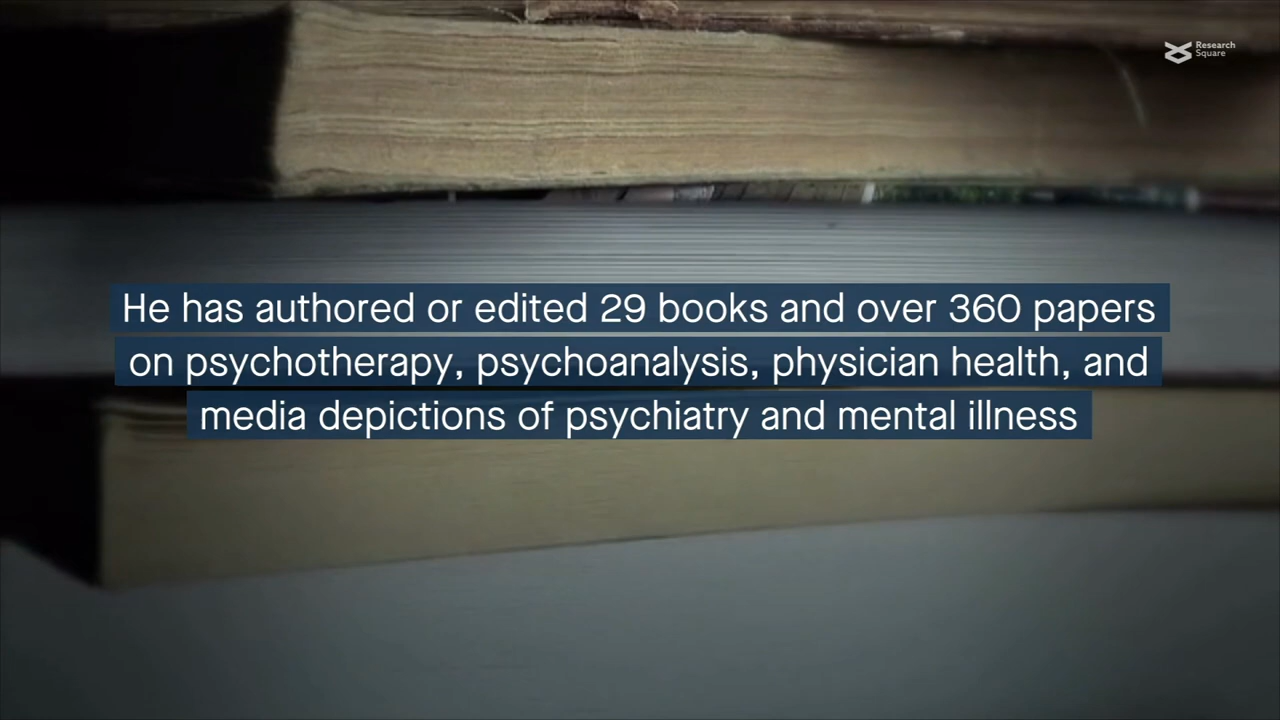 Research
Square
He has authored or edited 29 books and over 360 papers
on psychotherapy, psychoanalysis, physician health, and
media depictions of psychiatry and mental illness